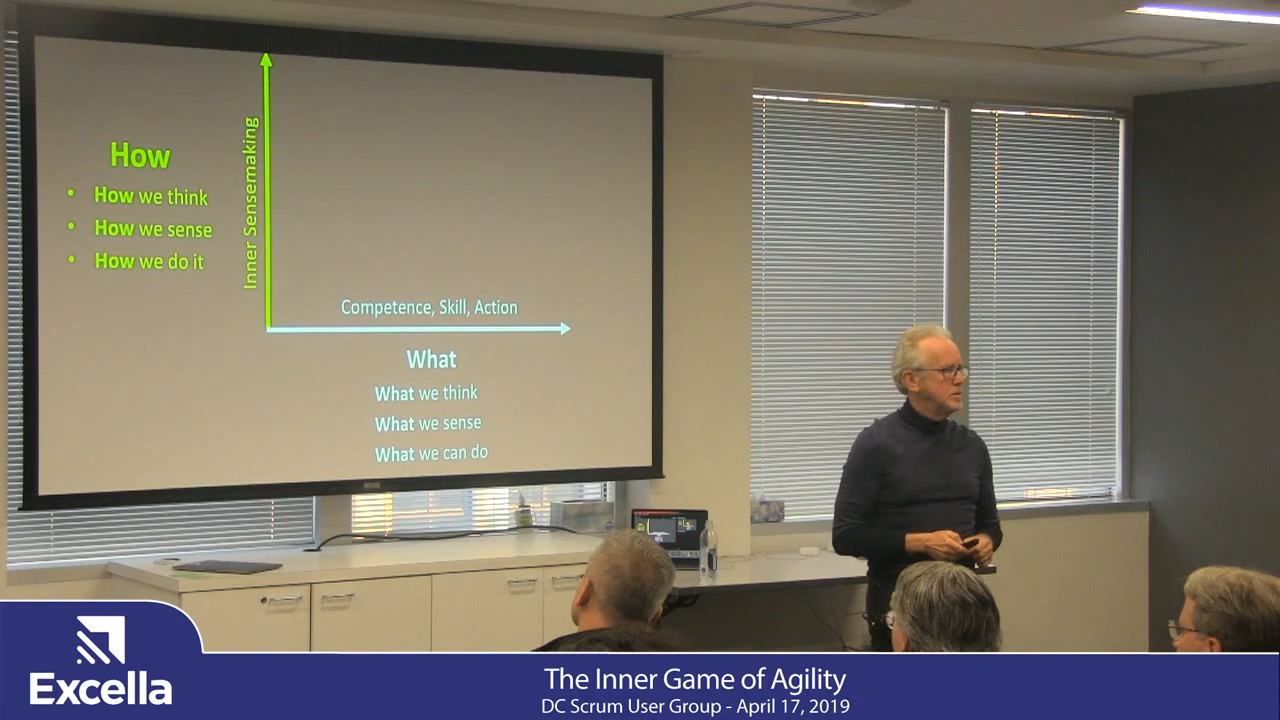 How
• How we think
• How we sense
• How we do it
Inner Sensemaking
Competence, Skill, Action
What
What we think
What we sense
What we can do
Excella
The Inner Game of Agility
DC Scrum User Group - April 17, 2019